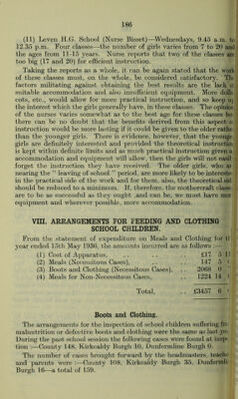 186
(11) Leven H.G. School (Nurse Bisset)—Wednesdays, 9.45 a.m. to
12.35 p.m. Four classes—the number of girls varies from 7 to 20 and
the ages from 11-15 years. Nurse reports that two of the classes are
too big (17 and 20) for efficient instruction.
Taking the reports as a whole, it can be again stated that the work
of these classes must, on the whole, be considered satisfactory. The
factors militating against obtaining the best results are the lack of
suitable accommodation and also insufficient equipment. More dolls
cots, etc., would allow for more practical instruction, and so keep up
the interest which the girls generally have, in these classes. The opinion
of the nurses varies somewhat as to the best age for these classes but
there can be no doubt that the benefits derived from this aspect of
instruction would be more lasting if it could be given to the older rather
than the younger girls. There is evidence, however, that the younger
girls are definitely interested and provided the theoretical instruction
is kept within definite limits and as much practical instruction given as
accommodation and equipment will allow, then the girls will not easily
forget the instruction they have received. The older girls, who are
nearing the "leaving of school" period, are more likely to be interested
in the practical side of the work and for them, also, the theoretical side
should be reduced to a minimum. If, therefore, the mothercraft classes
are to be as successful as they ought and can be, we must have more
equipment and wherever possible, more accommodation.
VIII. ARRANGEMENTS FOR FEEDING AND CLOTHING
SCHOOL CHILDREN.
From the statement of expenditure on Meals and Clothing for the
year ended 15th May 1936, the amounts incurred are as follows:—
(1) Cost of Apparatus, £17 5
(2) Meals (Necessitous Cases), 147 5
(3) Boots and Clothing (Necessitous Cases), 2068 0
(4) Meals for Non-Necessitous Cases, 1224 14
Total, £3457 6
Boots and Clothing.
The arrangements for the inspection of school children suffering from
malnutrition or defective boots and clothing were the same as last year.
During the past school session the following cases were found at inspection
:—County 148, Kirkcaldy Burgh 10, Dunfermline Burgh 0.
The number of cases brought forward by the headmasters, teachers
and parents were :—County 108, Kirkcaldy Burgh 35, Dunfermline
Burgh 16—a total of 159.